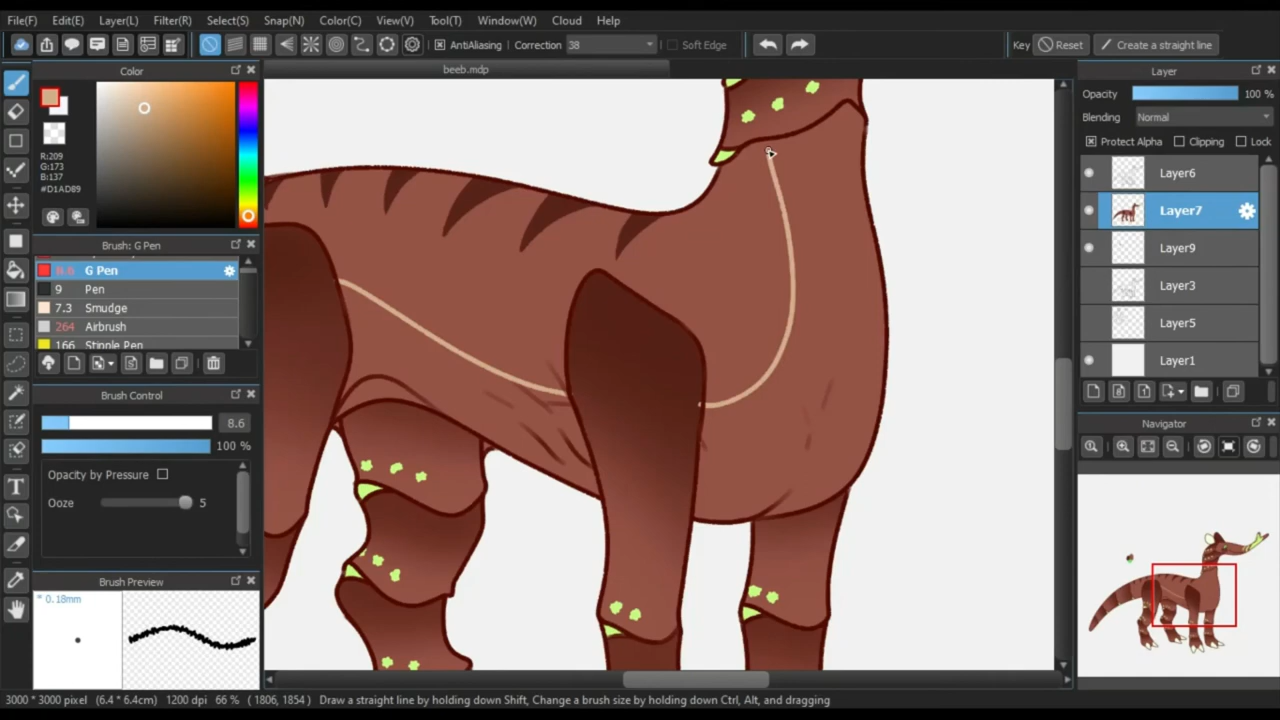 File(F) Edit(E) Layer(L) Filter(R) Select(S) Snap(N) Color(C) View(V) Tool(T) Window(W) Cloud Help
AntiAliasing Correction 38 Soft Edge Key Reset Create a straight line
Color
beeb.mdp
R:209
G:173
B:137
#D1AD89
Brush: G Pen
8.6 G Pen
9 Pen
7.3 Smudge
264 Airbrush
166 Stipple Pen
Brush Control
8.6
100 %
Opacity by Pressure
Ooze 5
Brush Preview
* 0.18mm
Layer
Opacity 100 %
Blending Normal
Protect Alpha Clipping Lock
Layer6
Layer7
Layer9
Layer3
Layer5
Layer1
Navigator
3000 * 3000 pixel (6.4 * 6.4cm) 1200 dpi 66 % ( 1806, 1854 ) Draw a straight line by holding down Shift, Change a brush size by holding down Ctrl, Alt, and dragging